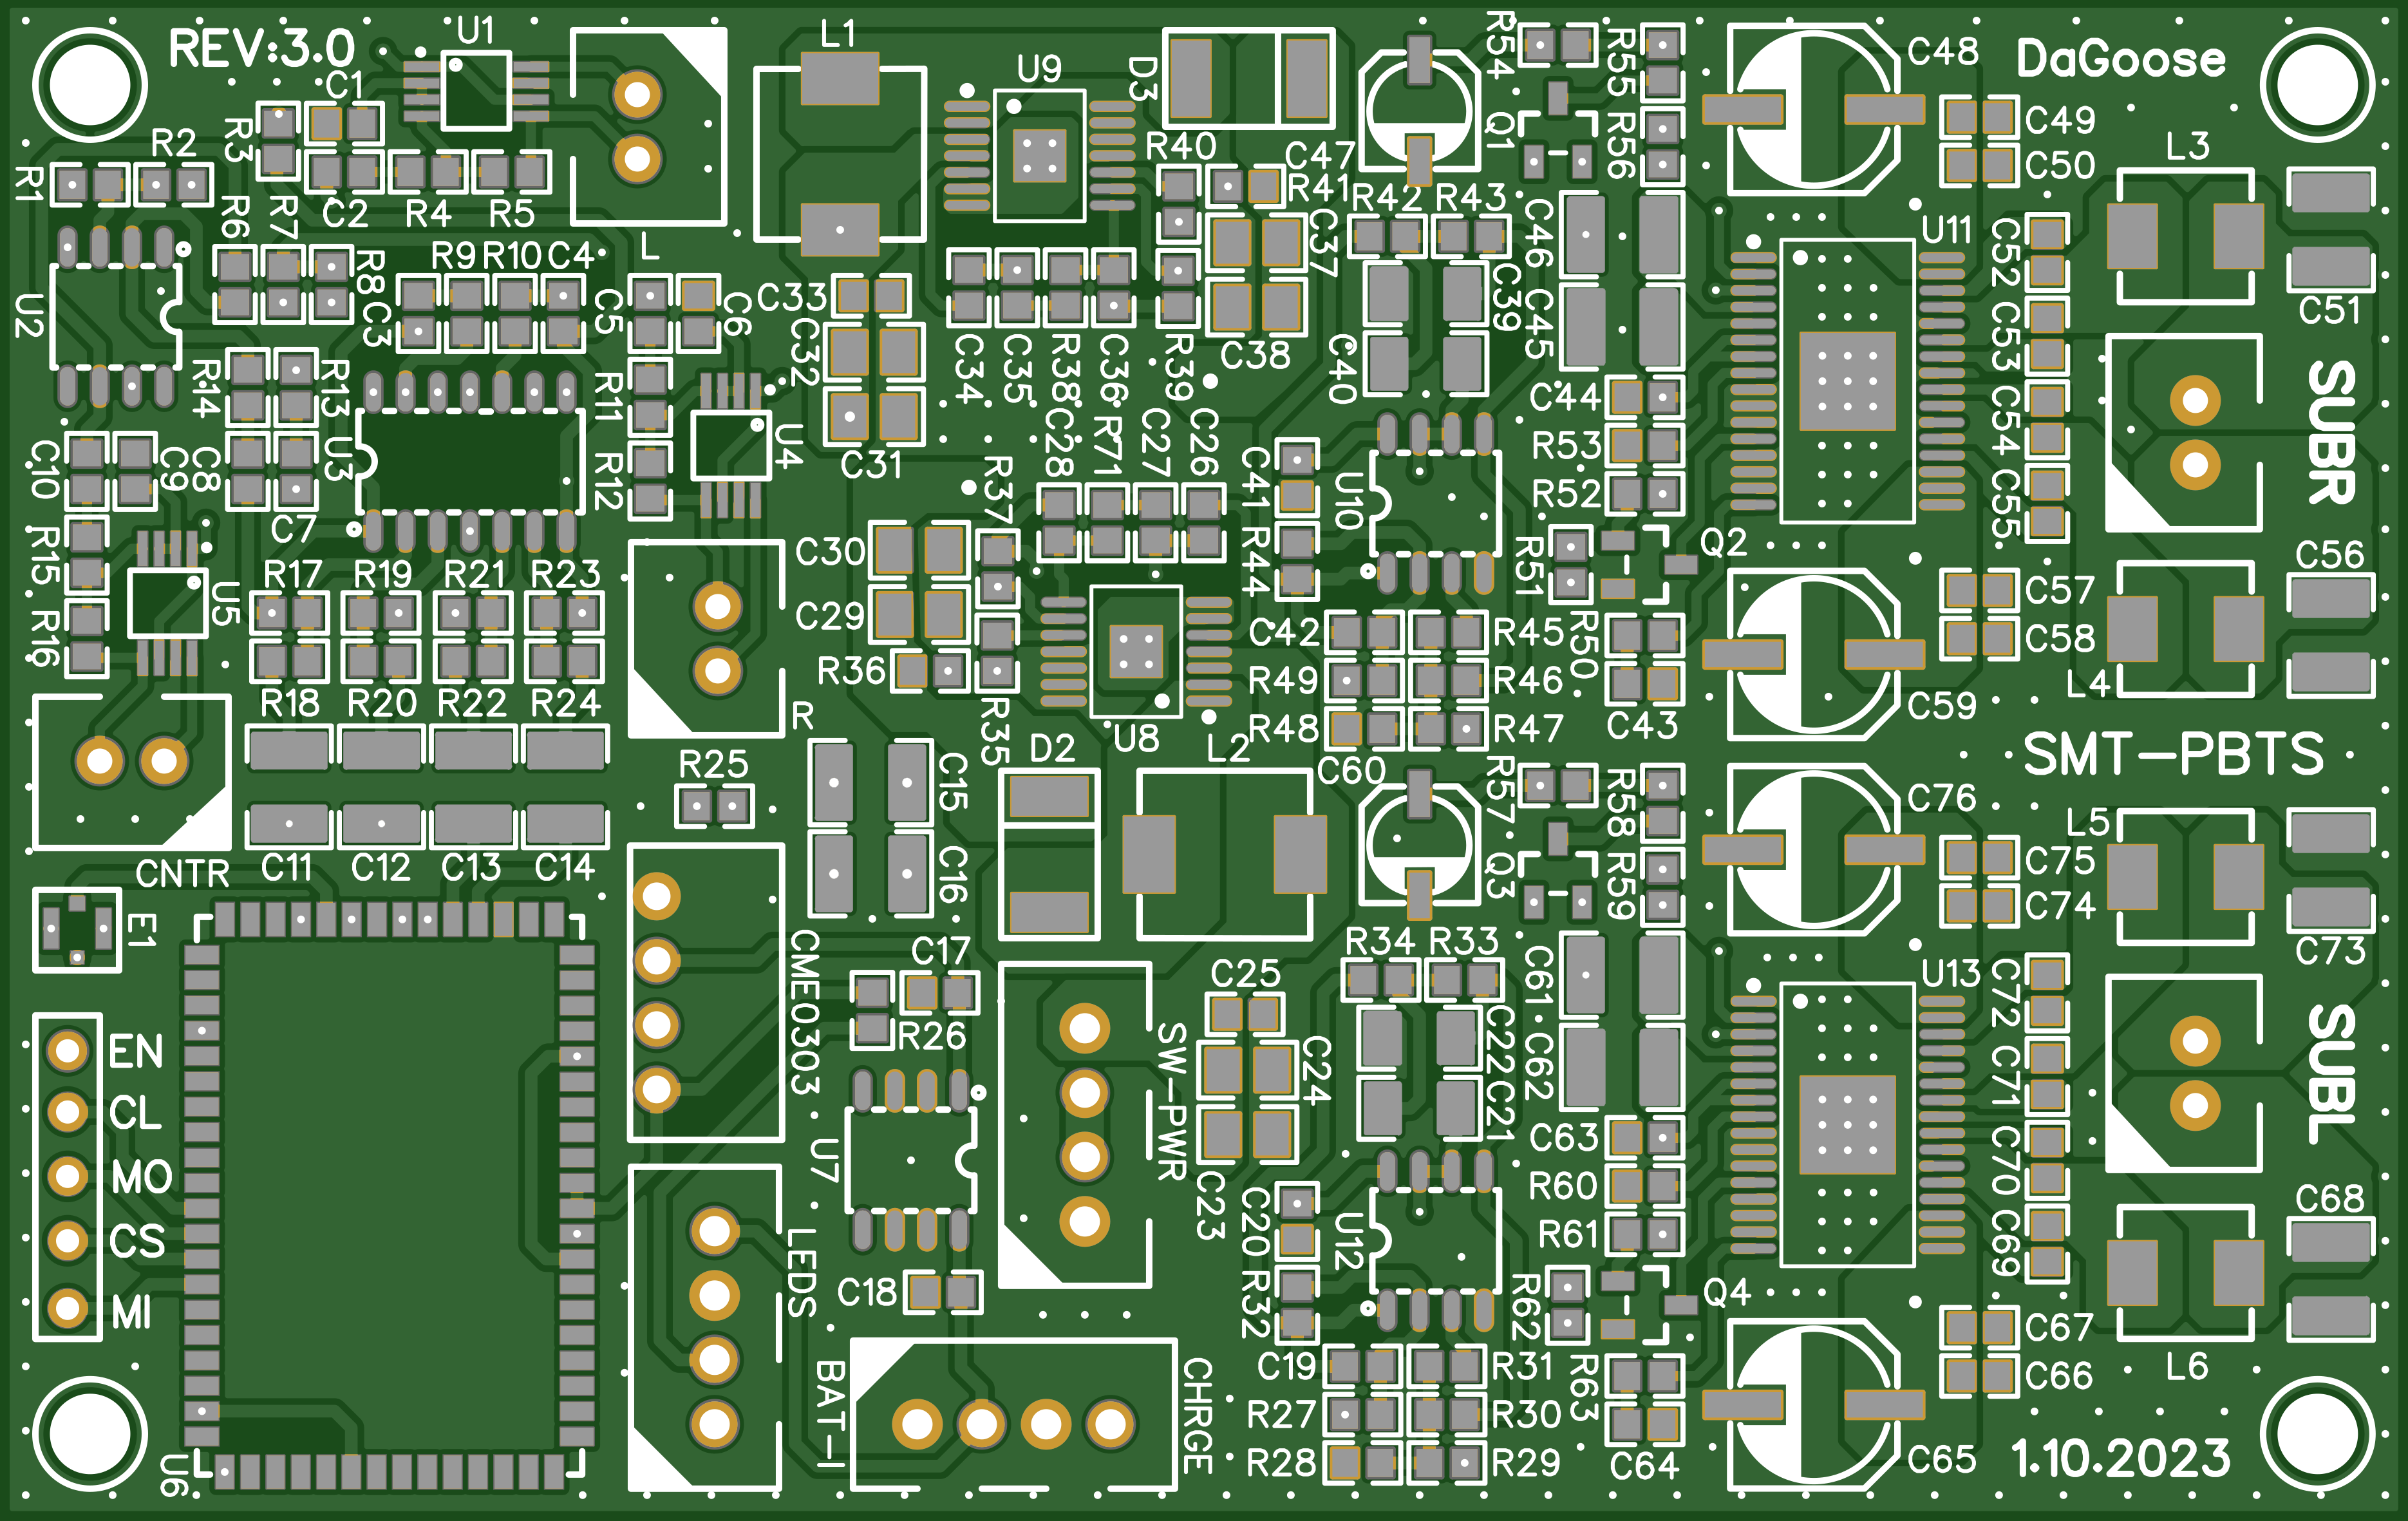 REV:3.0
U1
L1
U9
D3
R54
R55
C48
DaGoose
C1
R3
R2
R40
C47
Q1
R56
C49
C50
L3
R1
C2
R4
R5
R41
R42
R43
R6
R7
R8
R9
R10
C4
L
C37
C46
U11
C52
U2
C3
C5
C6
C33
C32
C38
C39
C45
C51
C53
R14
R13
R11
C34
C35
R38
C36
R39
C40
C44
SUBR
C54
C10
C9
C8
U3
R12
U4
C31
C28
R71
C27
C26
C41
U10
R53
R52
C55
C7
R37
R15
C30
R44
R51
Q2
C56
R17
R19
R21
R23
U5
C29
C57
R16
C42
R45
R50
C58
R36
R49
R46
R18
R20
R22
R24
R
R35
U8
R48
R47
C43
L4
C59
R25
D2
L2
C60
SMT-PBTS
C15
R57
R58
C76
L5
CNTR
C11
C12
C13
C14
C16
Q3
R59
C75
C74
E1
CME0303
C17
R34
R33
C73
R26
C25
C61
U13
C72
EN
SW-PWR
C24
C22
C62
SUBL
C71
CL
C21
MO
U7
C63
C70
C23
R60
CS
C20
U12
R61
C68
C69
LEDS
C18
R32
R62
Q4
MI
C67
BAT-I
CHRGE
C19
R31
R63
C66
L6
R27
R30
U6
R28
R29
C64
C65
1.10.2023